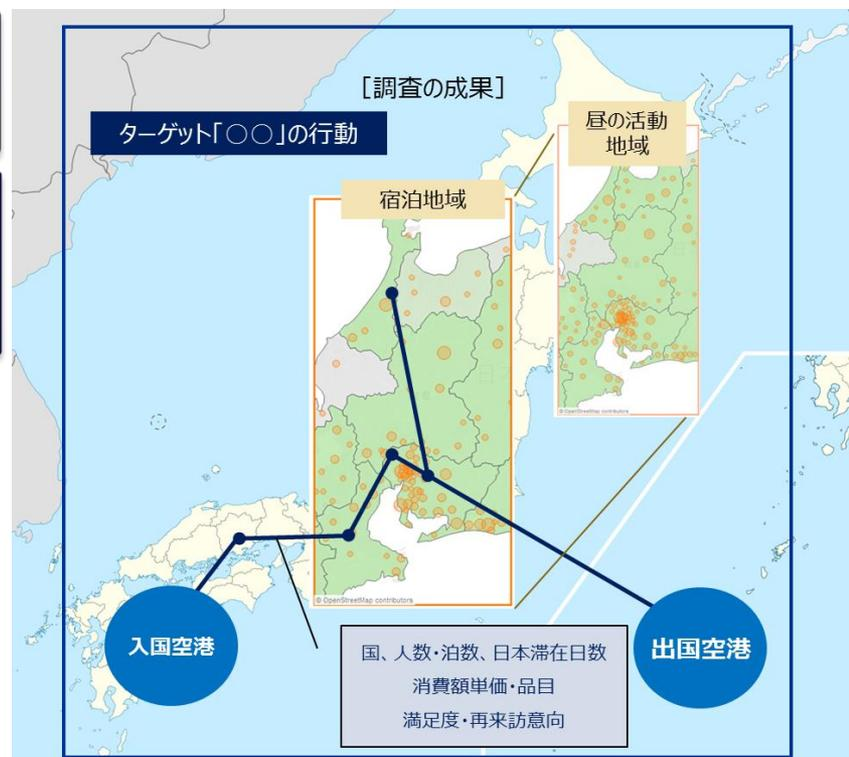 ［調査の成果］
ターゲット「○○」の行動
昼の活動
地域
宿泊地域
© OpenStreetMap contributors
© OpenStreetMap contributors
入国空港
出国空港
国、人数・泊数、日本滞在日数
消費額単価・品目
満足度・再来訪意向